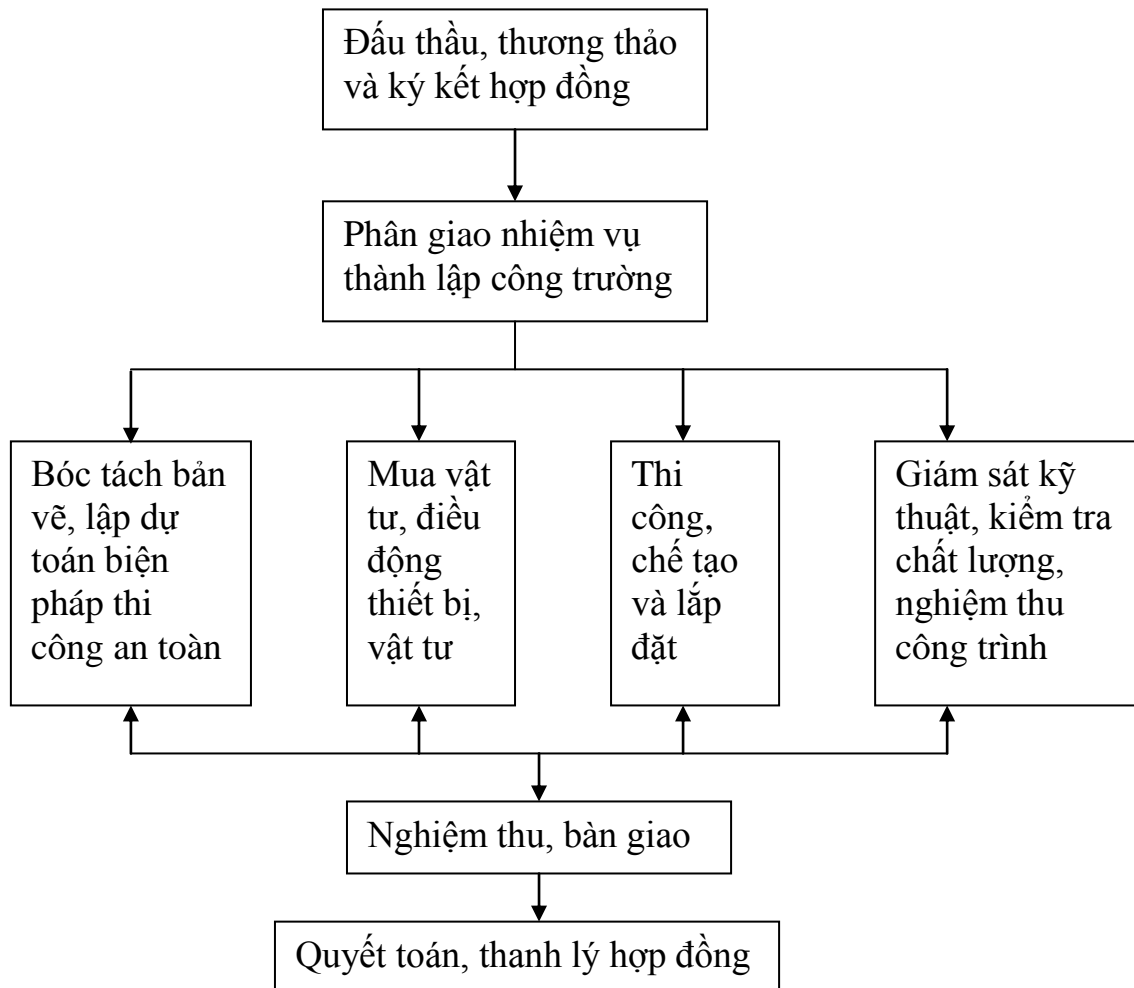 Đấu thầu, thương thảo
và ký kết hợp đồng
Phân giao nhiệm vụ
thành lập công trường
Bóc tách bản
vẽ, lập dự
toán biện
pháp thi
công an toàn
Mua vật
tư, điều
động
thiết bị,
vật tư
Thi
công,
chế tạo
và lắp
đặt
Giám sát kỹ
thuật, kiểm tra
chất lượng,
nghiệm thu
công trình
Nghiệm thu, bàn giao
Quyết toán, thanh lý hợp đồng